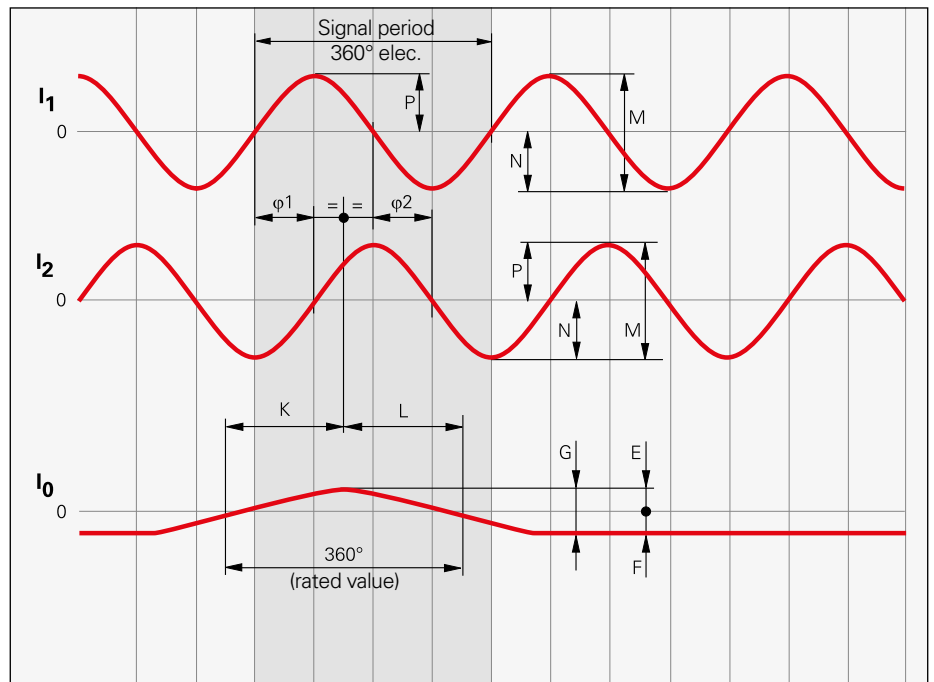 Signal period
360° elec.
I1
P
M
0
N
φ1
= =
φ2
I2
P
0
N
M
K
L
G
E
I0
0
360°
F
(rated value)